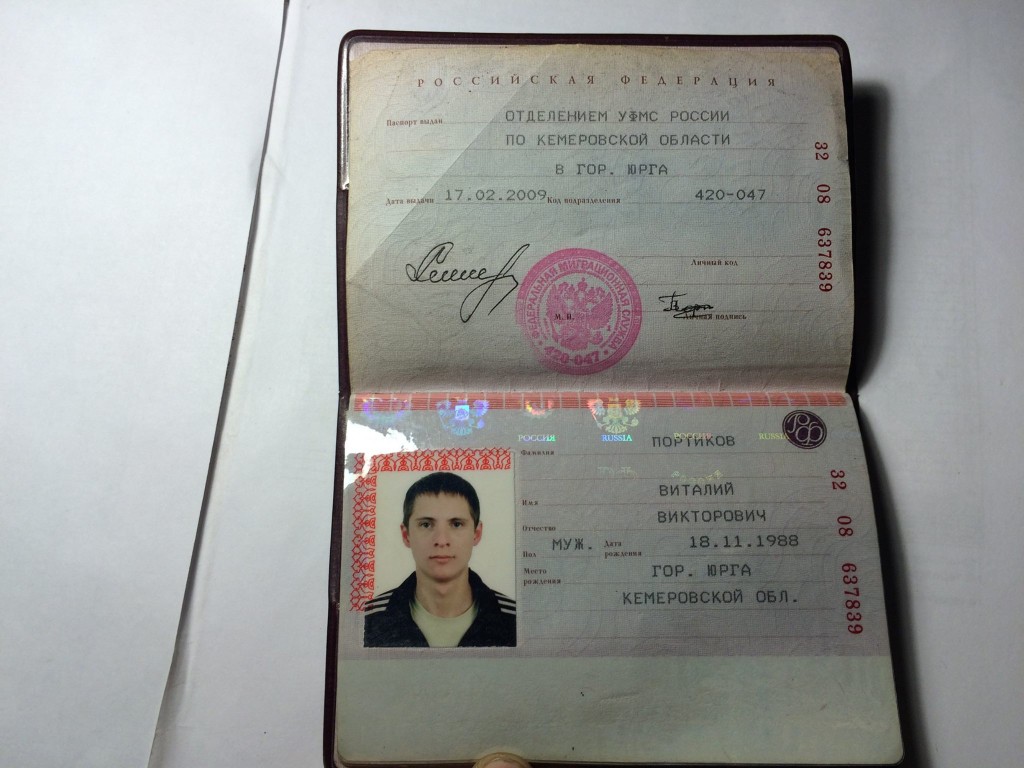 РОССИЙСКАЯ ФЕДЕРАЦИЯ
Паспорт выдан ОТДЕЛЕНИЕМ УФМС РОССИИ
ПО КЕМЕРОВСКОЙ ОБЛАСТИ
В ГОР. ЮРГА
Дата выдачи 17.02.2009 Код подразделения 420-047
32 08 637839
Личный код
ФЕДЕРАЛЬНАЯ МИГРАЦИОННАЯ СЛУЖБА
420-047
М. П.
Личная подпись
РОССИЯ RUSSIA РОССИЯ RUSSIA
РФ
Фамилия ПОРТИКОВ
Имя ВИТАЛИЙ
Отчество ВИКТОРОВИЧ
Пол МУЖ. Дата рождения 18.11.1988
Место рождения ГОР. ЮРГА
КЕМЕРОВСКОЙ ОБЛ.
32 08 637839